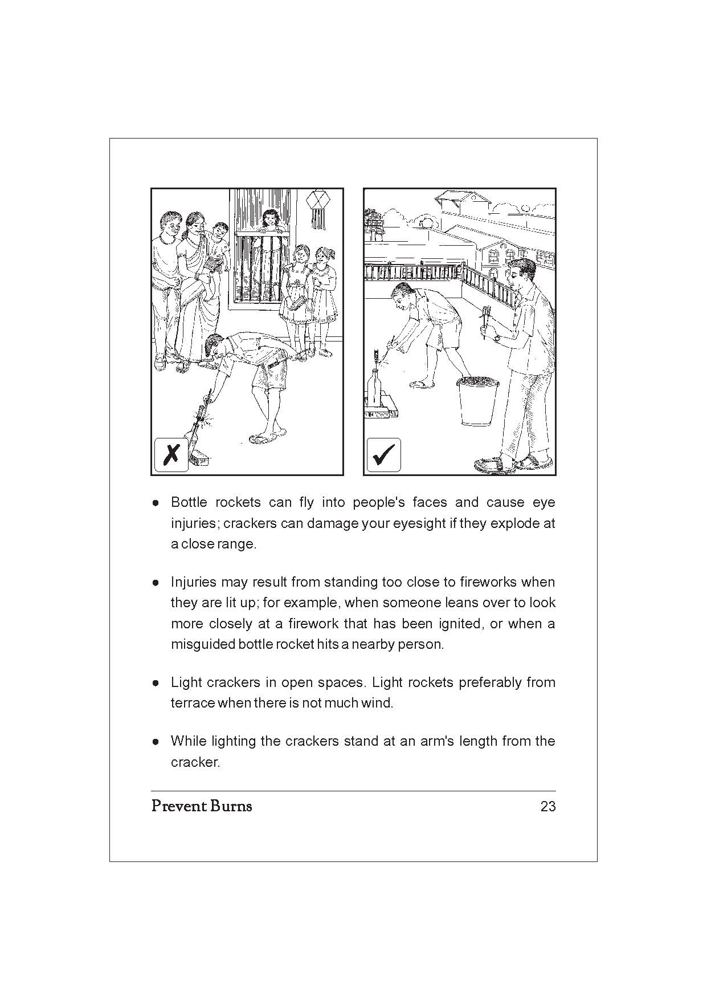 ● Bottle rockets can fly into people's faces and cause eye
injuries; crackers can damage your eyesight if they explode at
a close range.
● Injuries may result from standing too close to fireworks when
they are lit up; for example, when someone leans over to look
more closely at a firework that has been ignited, or when a
misguided bottle rocket hits a nearby person.
● Light crackers in open spaces. Light rockets preferably from
terrace when there is not much wind.
● While lighting the crackers stand at an arm's length from the
cracker.
Prevent Burns 23